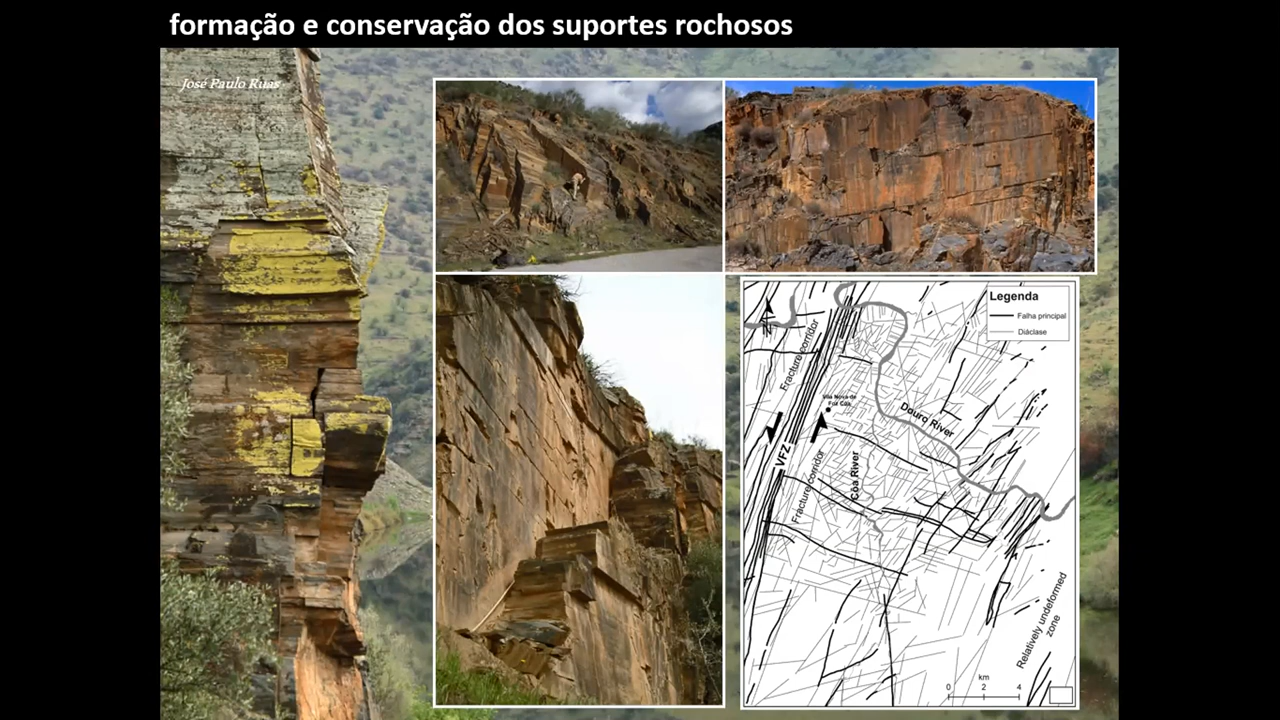 formação e conservação dos suportes rochosos
José Paulo Ruas
Legenda
Falha principal
Diáclase
N
Fracture corridor
Vila Nova de
Foz Côa
Douro River
VFZ
Fracture corridor
Côa River
Relatively undeformed
zone
km
0 2 4